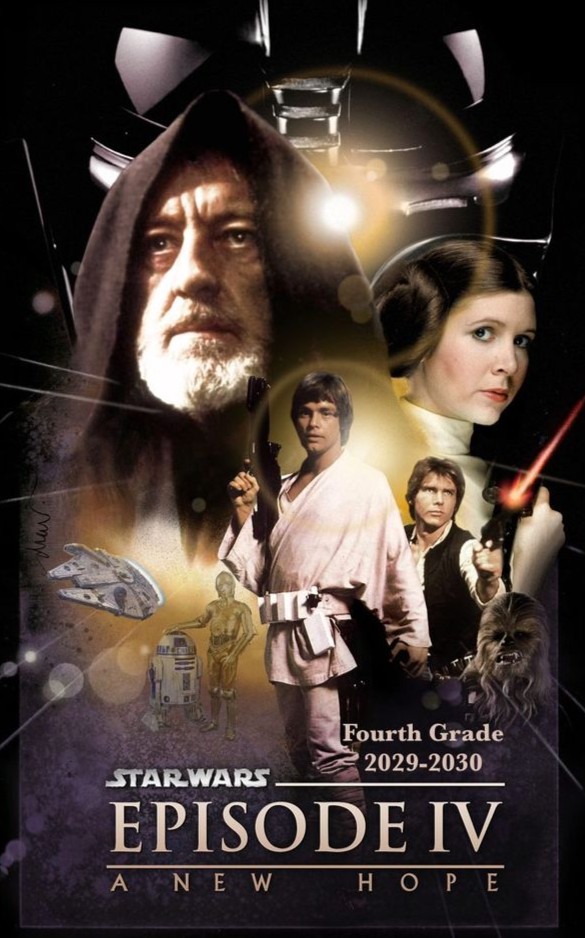 Fourth Grade
2029-2030
STAR WARS
EPISODE IV
A NEW HOPE